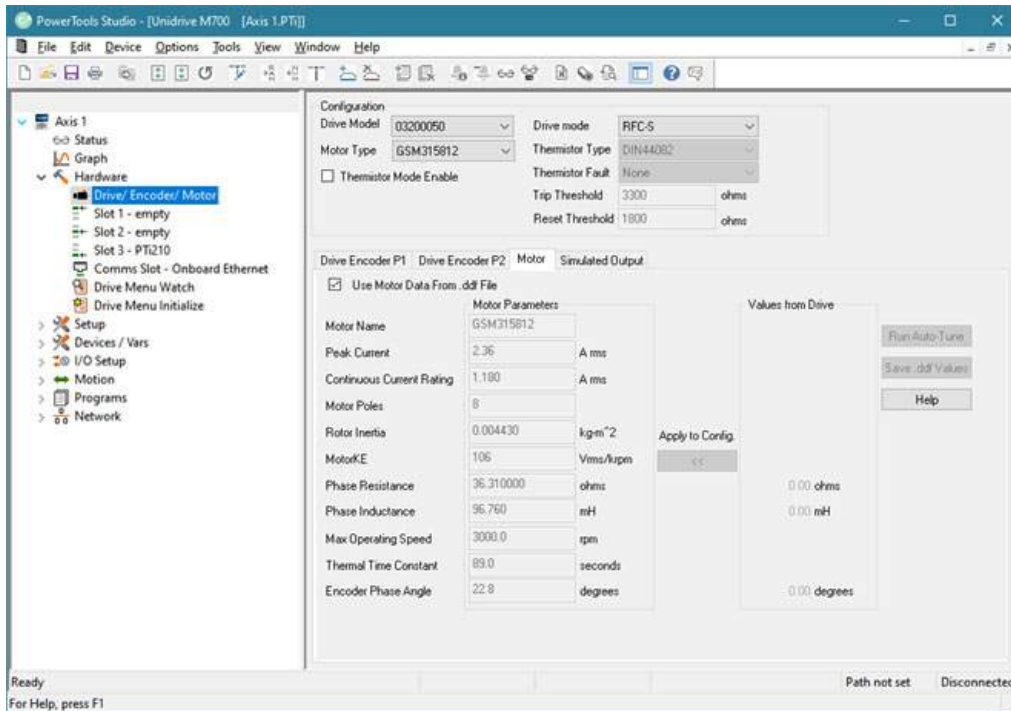 PowerTools Studio - [Unidrive M700 [Axis 1.PTi]]
File Edit Device Options Tools View Window Help
Axis 1
Status
Graph
Hardware
Drive/ Encoder/ Motor
Slot 1 - empty
Slot 2 - empty
Slot 3 - PTi210
Comms Slot - Onboard Ethernet
Drive Menu Watch
Drive Menu Initialize
Setup
Devices / Vars
I/O Setup
Motion
Programs
Network
Configuration
Drive Model 03200050 Drive mode RFC-S
Motor Type GSM315812 Thermistor Type DIN44082
Thermistor Mode Enable Thermistor Fault None
Trip Threshold 3300 ohms
Reset Threshold 1800 ohms
Drive Encoder P1 Drive Encoder P2 Motor Simulated Output
Use Motor Data From .ddf File
Motor Parameters Values from Drive
Motor Name GSM315812
Peak Current 2.36 A rms
Continuous Current Rating 1.180 A rms
Motor Poles 8
Rotor Inertia 0.004430 kg-m^2 Apply to Config.
MotorKE 106 Vrms/krpm <<
Phase Resistance 36.310000 ohms 0.00 ohms
Phase Inductance 96.760 mH 0.00 mH
Max Operating Speed 3000.0 rpm
Thermal Time Constant 89.0 seconds
Encoder Phase Angle 22.8 degrees 0.00 degrees
Run Auto-Tune
Save .ddf Values
Help
Ready Path not set Disconnected
For Help, press F1